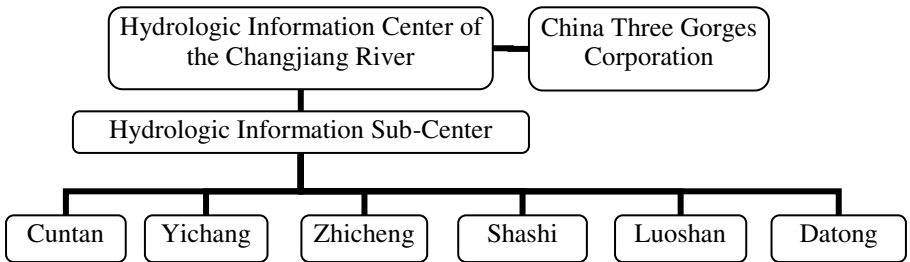 Hydrologic Information Center of
the Changjiang River
China Three Gorges
Corporation
Hydrologic Information Sub-Center
Cuntan
Yichang
Zhicheng
Shashi
Luoshan
Datong